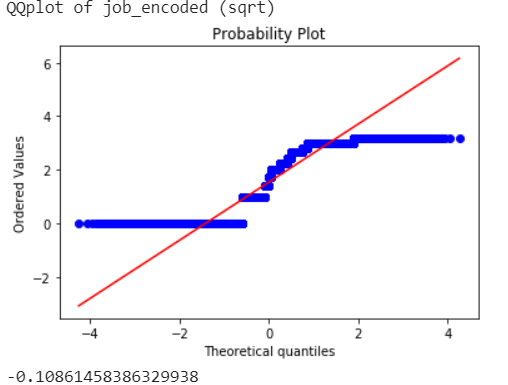 QQplot of job_encoded (sqrt)
Probability Plot
6
4
2
0
−2
Ordered Values
−4
−2
0
2
4
Theoretical quantiles
-0.10861458386329938